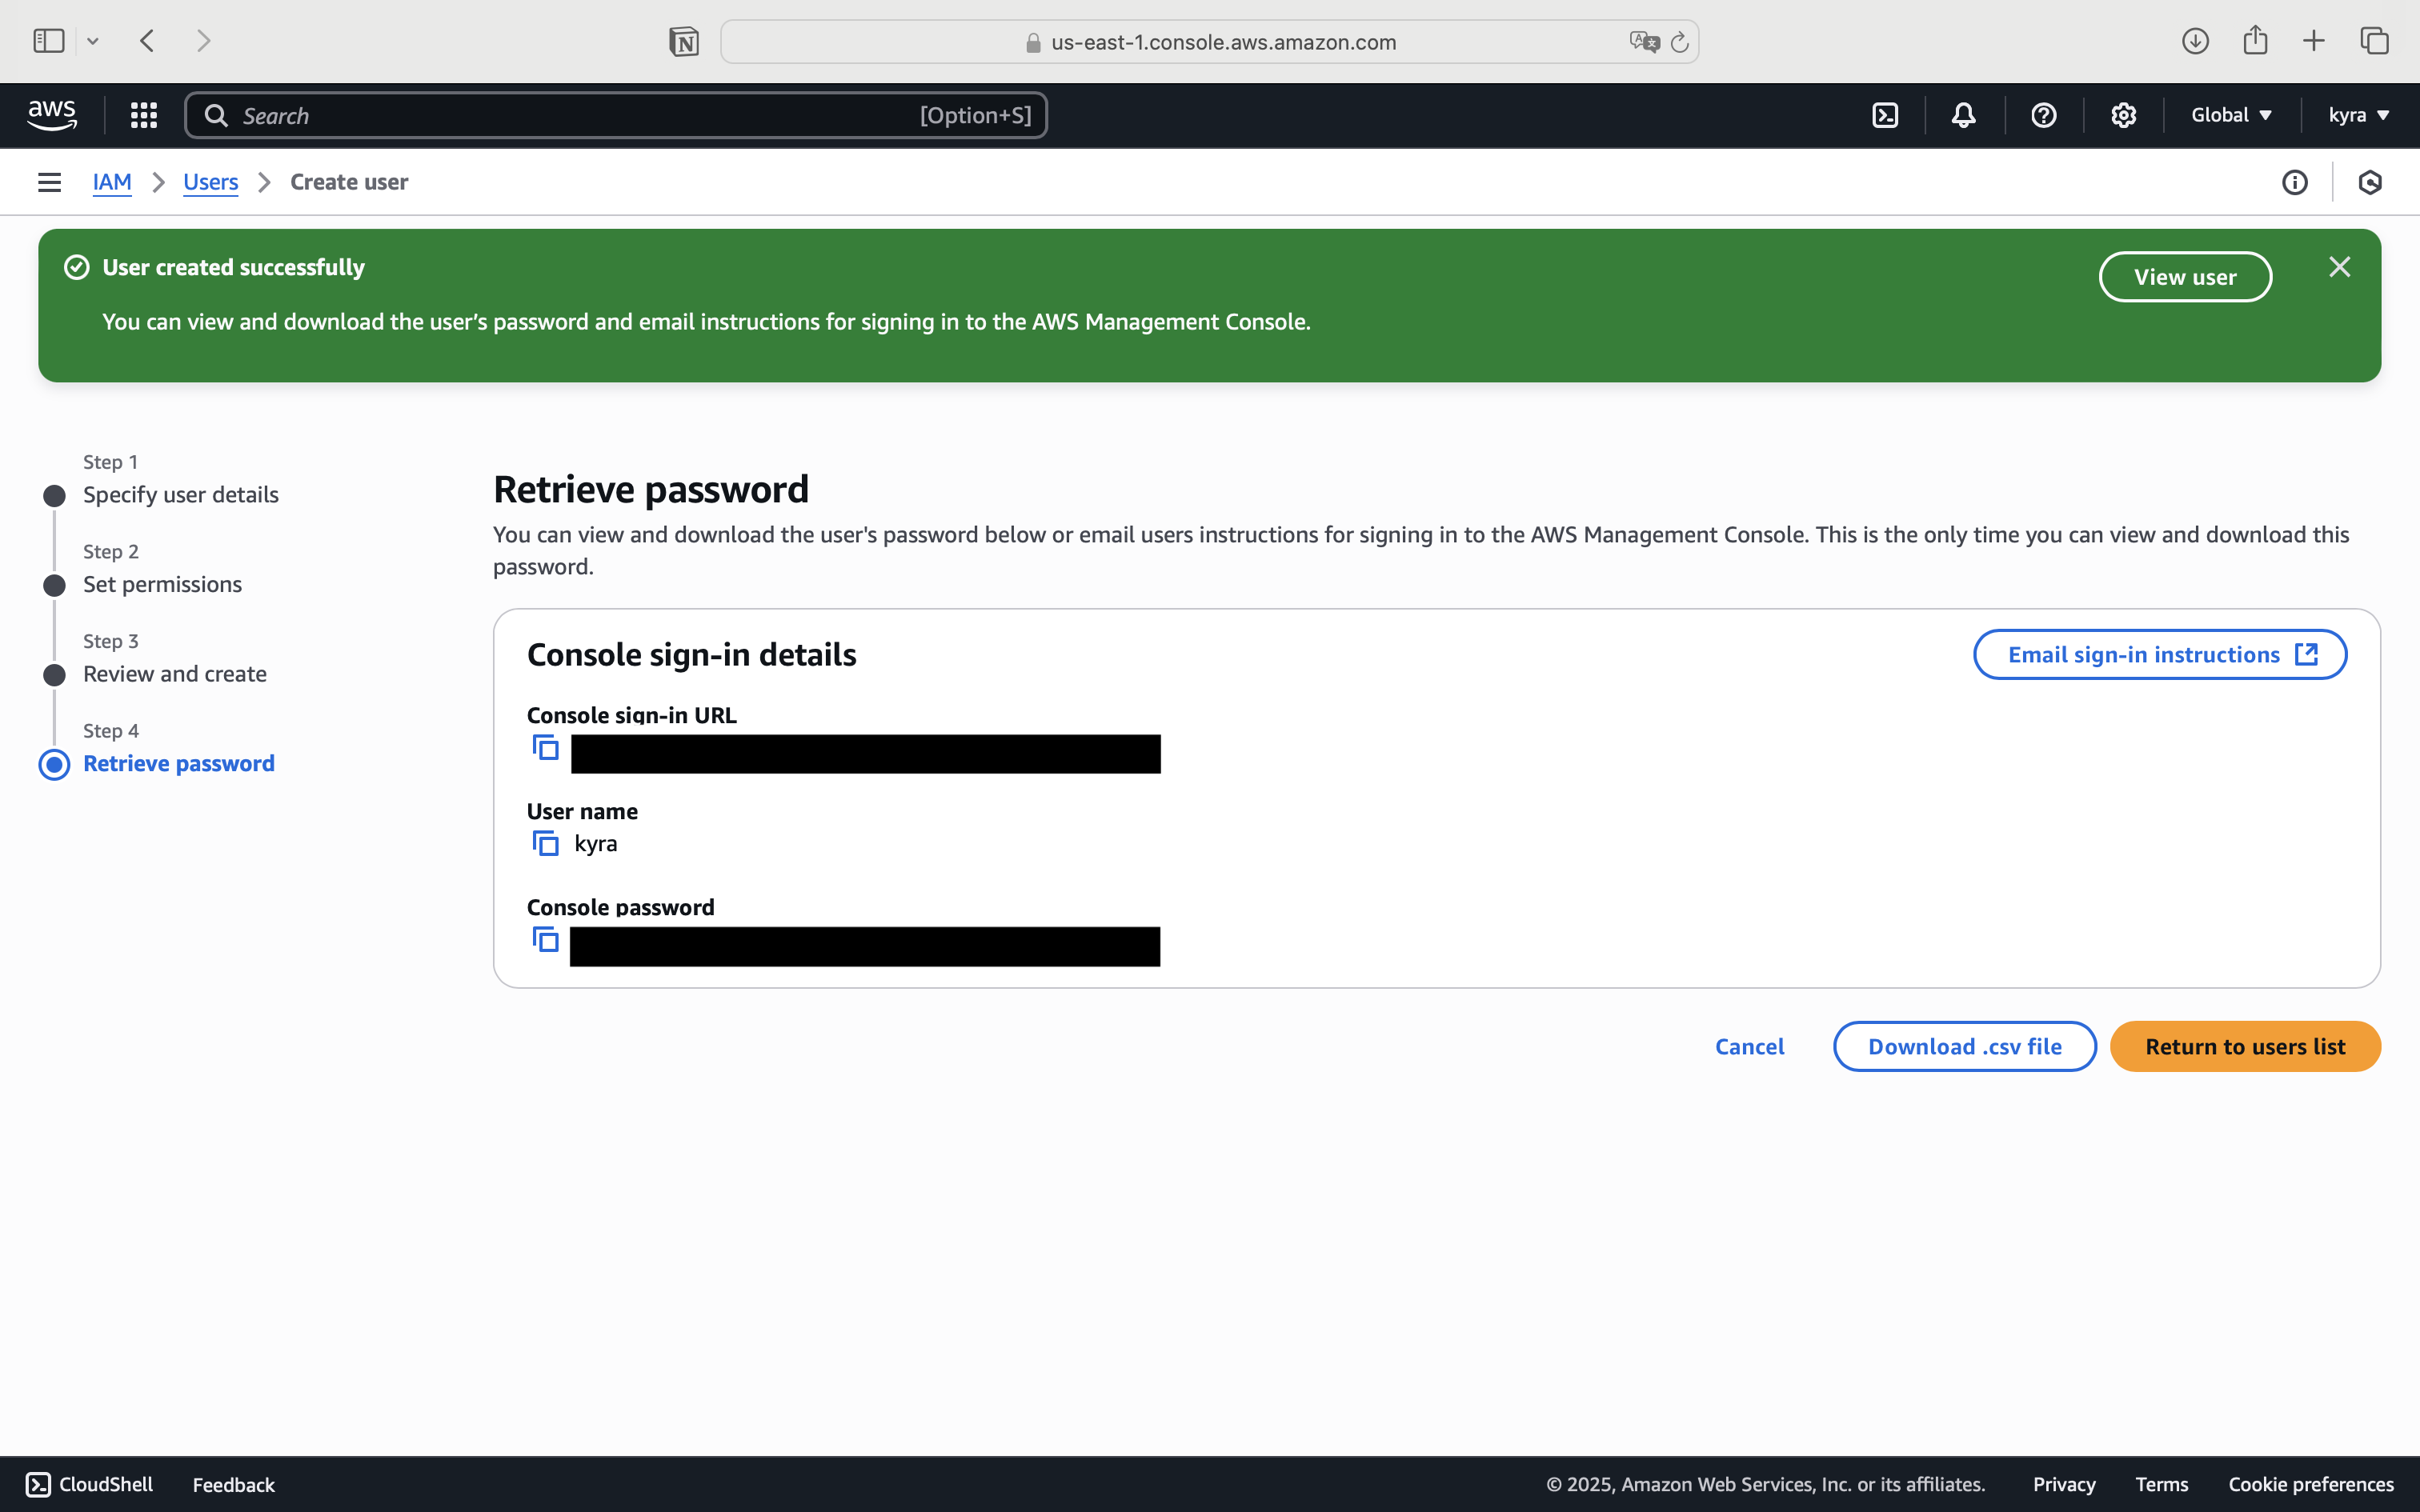 us-east-1.console.aws.amazon.com
aws
Search
[Option+S]
Global
kyra
IAM
Users
Create user
User created successfully
View user
You can view and download the user's password and email instructions for signing in to the AWS Management Console.
Step 1
Specify user details
Step 2
Set permissions
Step 3
Review and create
Step 4
Retrieve password
Retrieve password
You can view and download the user's password below or email users instructions for signing in to the AWS Management Console. This is the only time you can view and download this
password.
Console sign-in details
Email sign-in instructions
Console sign-in URL
User name
kyra
Console password
Cancel
Download .csv file
Return to users list
CloudShell
Feedback
© 2025, Amazon Web Services, Inc. or its affiliates.
Privacy
Terms
Cookie preferences